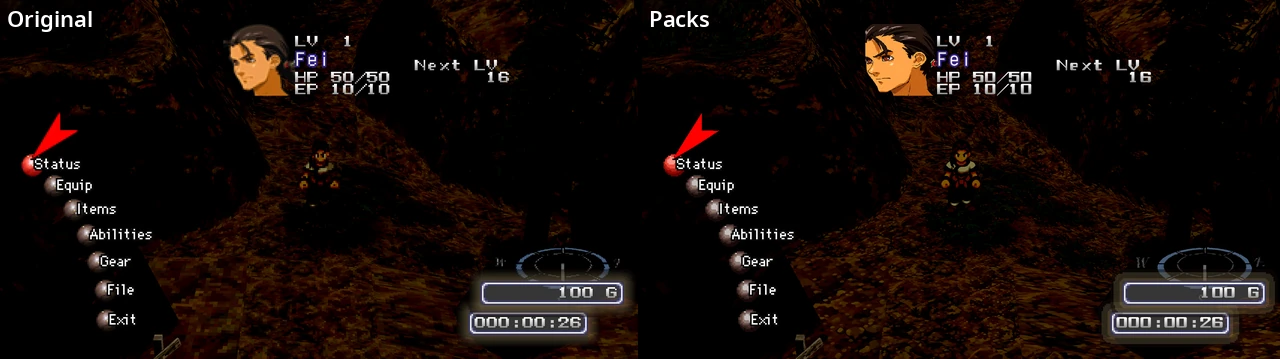 Original
LV 1
Fei
HP 50/50
EP 10/10
Next LV
16
Status
Equip
Items
Abilities
Gear
File
Exit
100 G
000:00:26
Packs
LV 1
Fei
HP 50/50
EP 10/10
Next LV
16
Status
Equip
Items
Abilities
Gear
File
Exit
100 G
000:00:26